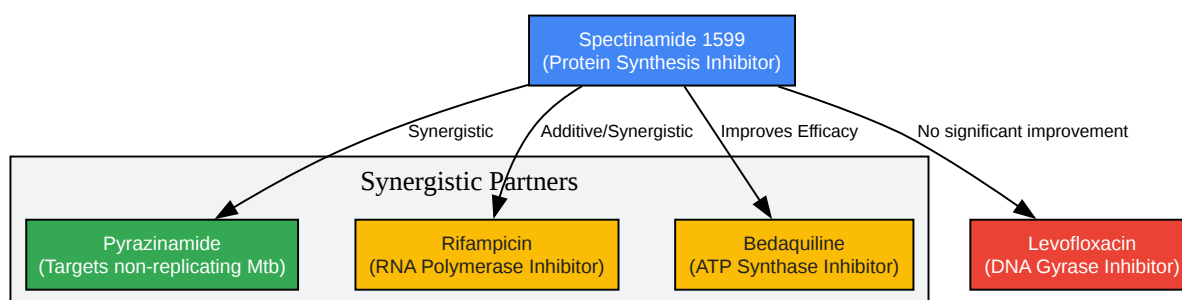 Spectinamide 1599
(Protein Synthesis Inhibitor)
Synergistic
Additive/Synergistic
Improves Efficacy
No significant improvement
Synergistic Partners
Pyrazinamide
(Targets non-replicating Mtb)
Rifampicin
(RNA Polymerase Inhibitor)
Bedaquiline
(ATP Synthase Inhibitor)
Levofloxacin
(DNA Gyrase Inhibitor)